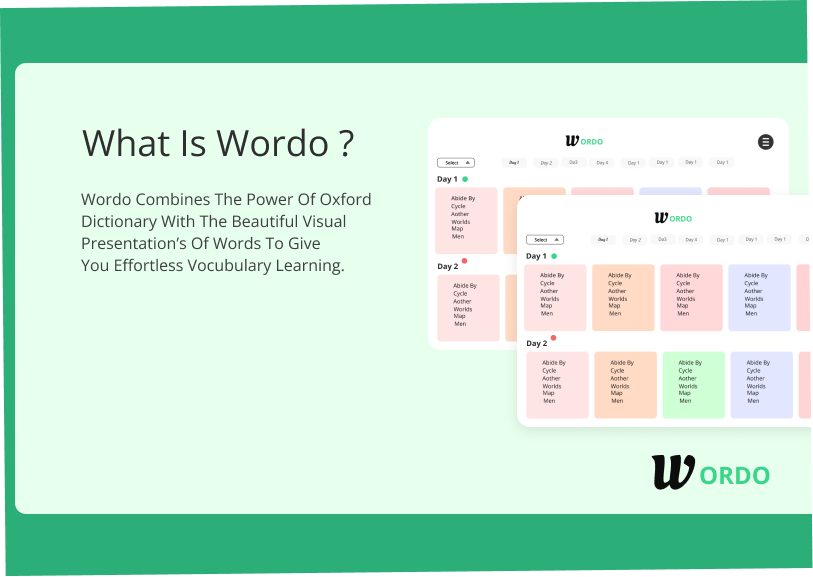 What Is Wordo ?
Wordo Combines The Power Of Oxford
Dictionary With The Beautiful Visual
Presentation's Of Words To Give
You Effortless Vocubulary Learning.
W ORDO
Select
Day 1 Day 2 Da3 Day 4 Day 1 Day 1 Day 1 Day 1
Day 1
Abide By
Cycle
Aother
Worlds
Map
Men
Day 2
Abide By
Cycle
Aother
Worlds
Map
Men
W ORDO
Select
Day 1 Day 2 Da3 Day 4 Day 1 Day 1 Day 1
Day 1
Abide By Abide By Abide By Abide By
Cycle Cycle Cycle Cycle
Aother Aother Aother Aother
Worlds Worlds Worlds Worlds
Map Map Map Map
Men Men Men Men
Day 2
Abide By Abide By Abide By Abide By
Cycle Cycle Cycle Cycle
Aother Aother Aother Aother
Worlds Worlds Worlds Worlds
Map Map Map Map
Men Men Men Men
W ORDO